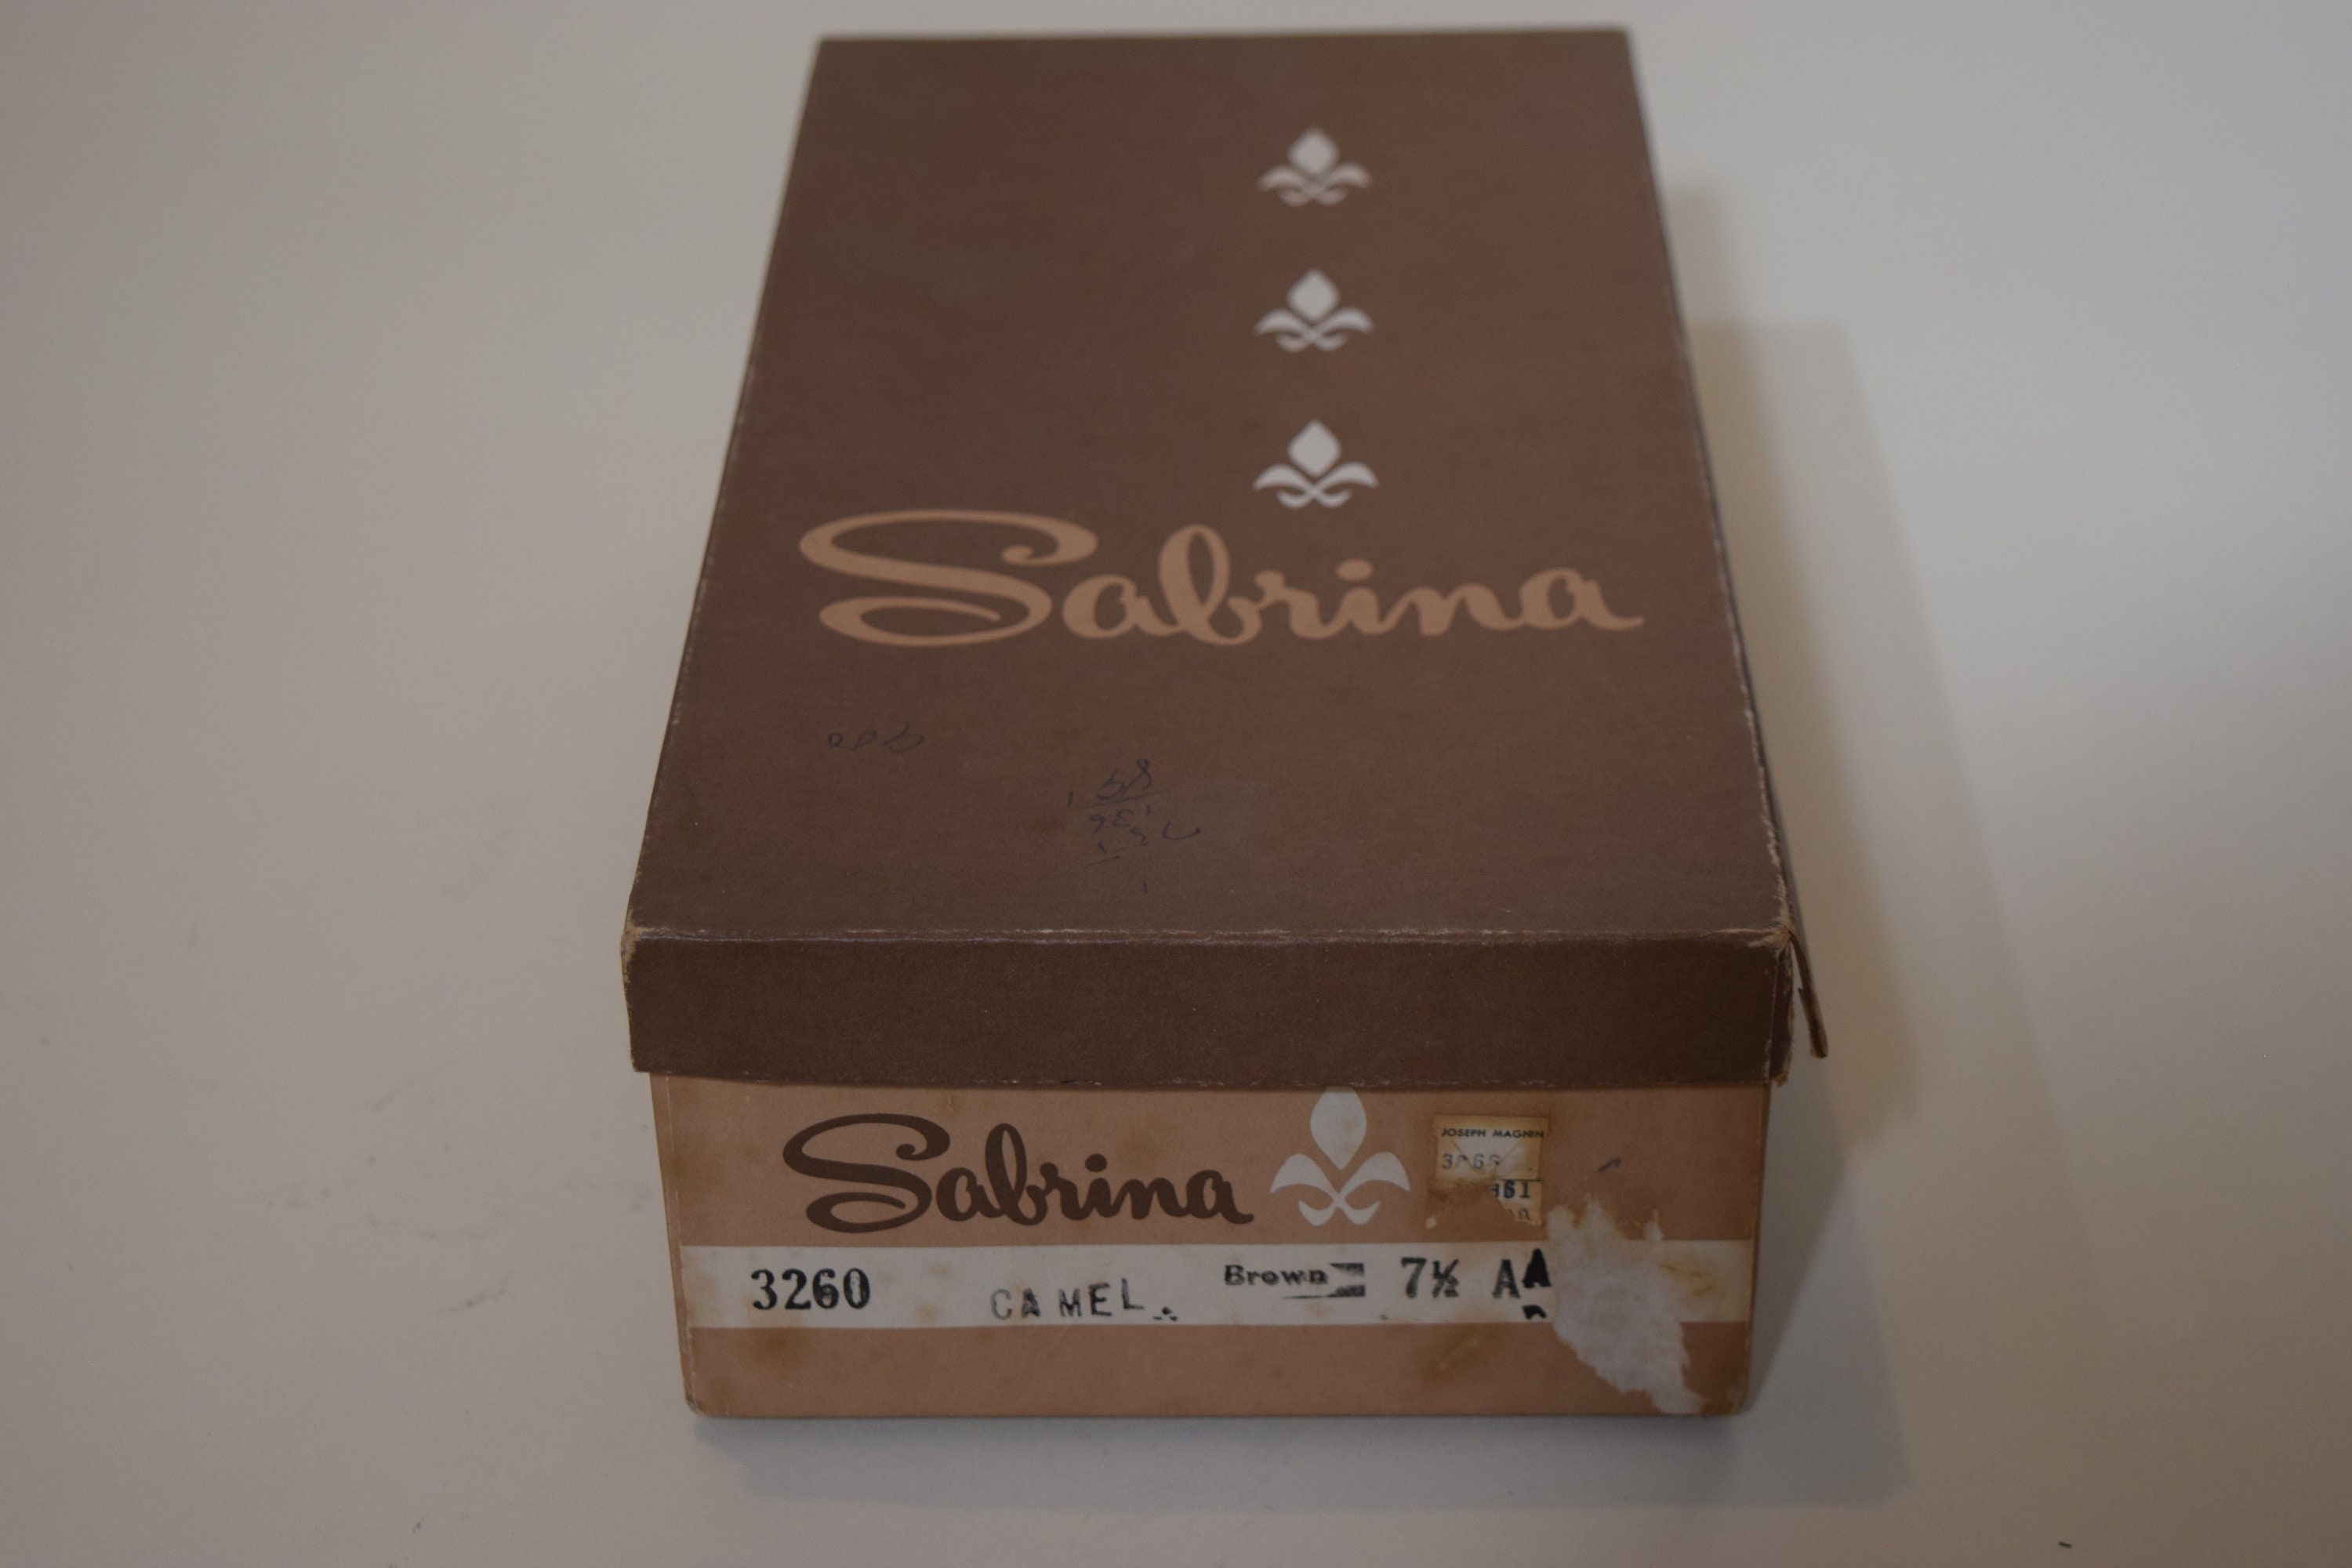 Sabrina
Sabrina
JOSEPH MAGNIN
3260 CAMEL Brown 7½ AA